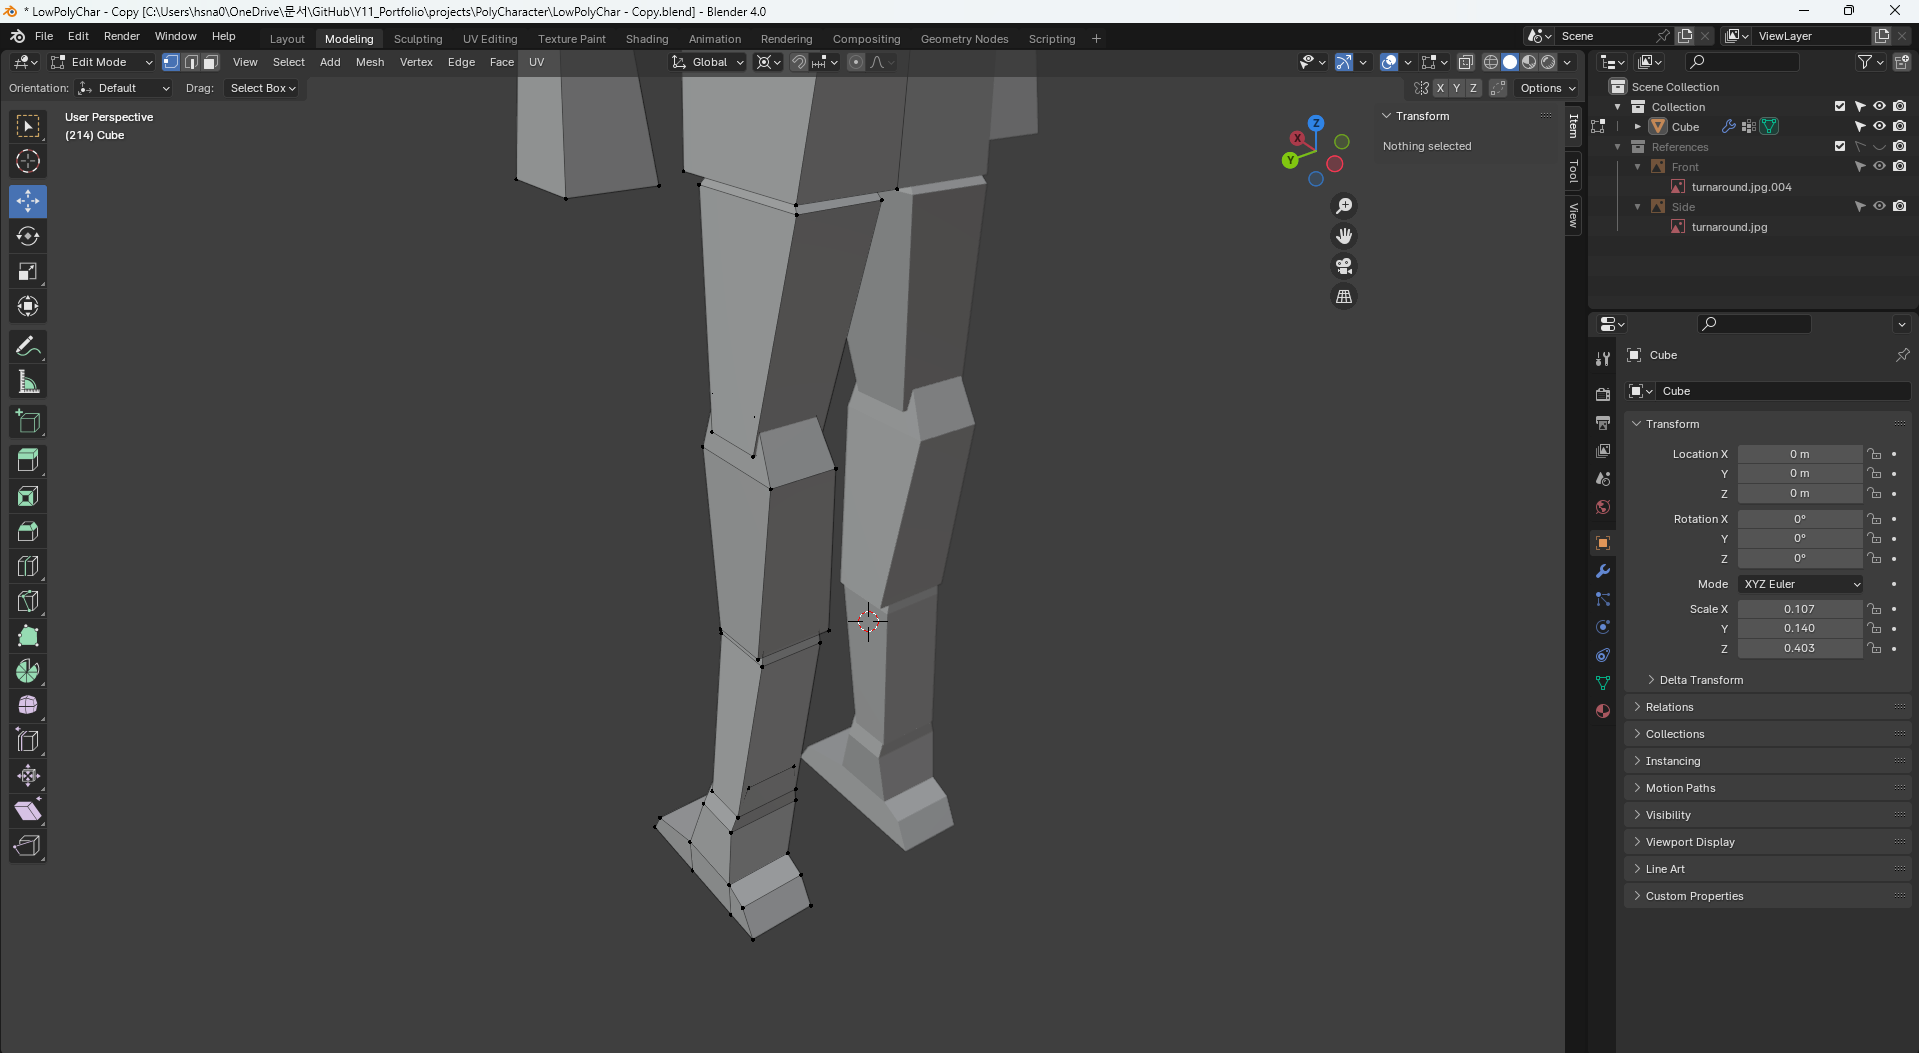 * LowPolyChar - Copy [C:\Users\hsna0\OneDrive\문서\GitHub\Y11_Portfolio\projects\PolyCharacter\LowPolyChar - Copy.blend] - Blender 4.0
File Edit Render Window Help Layout Modeling Sculpting UV Editing Texture Paint Shading Animation Rendering Compositing Geometry Nodes Scripting + Scene ViewLayer
Edit Mode View Select Add Mesh Vertex Edge Face UV Global
Orientation: Default Drag: Select Box X Y Z Options
User Perspective
(214) Cube
Z
X
Y
Transform
Nothing selected
Item
Tool
View
Scene Collection
Collection
Cube
References
Front
turnaround.jpg.004
Side
turnaround.jpg
Cube
Cube
Transform
Location X 0 m
Y 0 m
Z 0 m
Rotation X 0°
Y 0°
Z 0°
Mode XYZ Euler
Scale X 0.107
Y 0.140
Z 0.403
Delta Transform
Relations
Collections
Instancing
Motion Paths
Visibility
Viewport Display
Line Art
Custom Properties